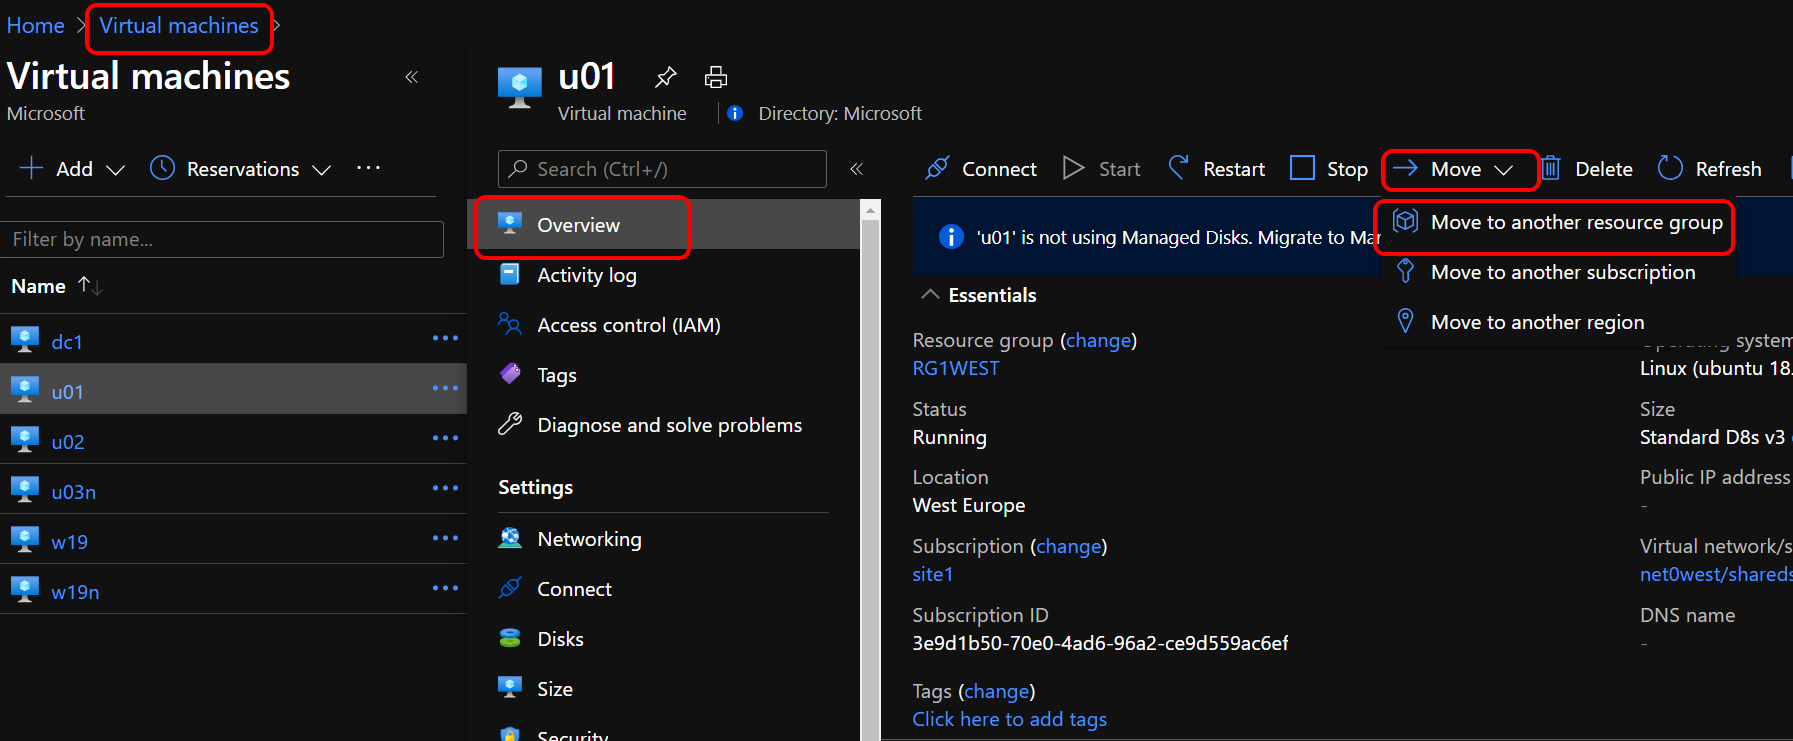 Home > Virtual machines >
Virtual machines «
Microsoft
Add Reservations ...
Filter by name...
Name ↑↓
dc1 ...
u01 ...
u02 ...
u03n ...
w19 ...
w19n ...
u01
Virtual machine | Directory: Microsoft
Search (Ctrl+/) «
Overview
Activity log
Access control (IAM)
Tags
Diagnose and solve problems
Settings
Networking
Connect
Disks
Size
Security
Connect Start Restart Stop Move Delete Refresh
Move to another resource group
Move to another subscription
Move to another region
'u01' is not using Managed Disks. Migrate to
Essentials
Resource group (change)
RG1WEST
Status
Running
Location
West Europe
Subscription (change)
site1
Subscription ID
3e9d1b50-70e0-4ad6-96a2-ce9d559ac6ef
Tags (change)
Click here to add tags
Operating system
Linux (ubuntu 18.
Size
Standard D8s v3
Public IP address
-
Virtual network/s
net0west/shareds
DNS name
-